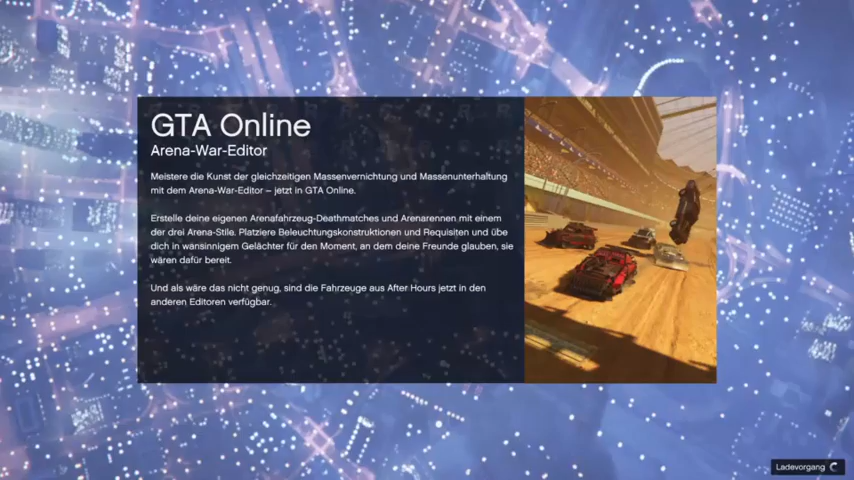 GTA Online
Arena-War-Editor
Meistere die Kunst der gleichzeitigen Massenvernichtung und Massenunterhaltung
mit dem Arena-War-Editor – jetzt in GTA Online.
Erstelle deine eigenen Arenafahrzeug-Deathmatches und Arenarennen mit einem
der drei Arena-Stile. Platziere Beleuchtungskonstruktionen und Requisiten und übe
dich in wansinnigem Gelächter für den Moment, an dem deine Freunde glauben, sie
wären dafür bereit.
Und als wäre das nicht genug, sind die Fahrzeuge aus After Hours jetzt in den
anderen Editoren verfügbar.
Ladevorgang